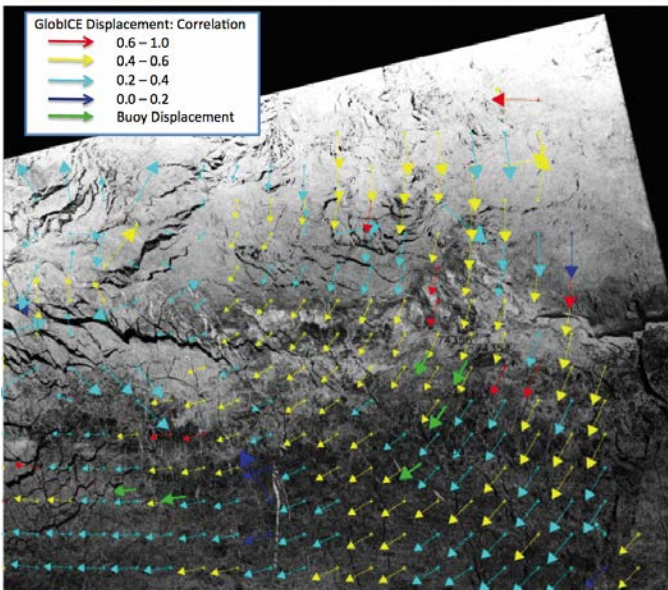 GlobICE Displacement: Correlation
0.6 – 1.0
0.4 – 0.6
0.2 – 0.4
0.0 – 0.2
Buoy Displacement